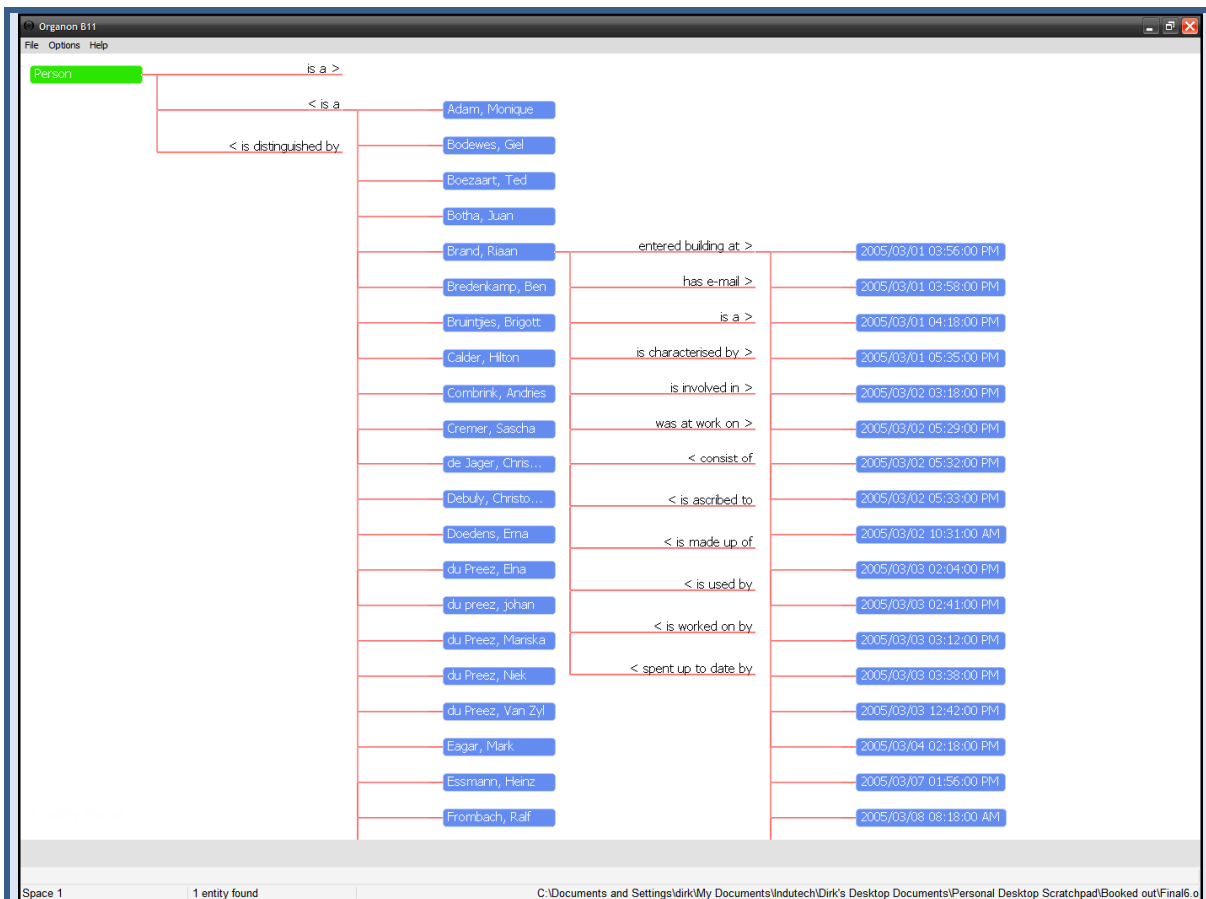 Organon B11
File Options Help
Person
is a >
< is a
< is distinguished by
Adam, Monique
Bodewes, Giel
Boezaart, Ted
Botha, Juan
Brand, Riaan
Bredenkamp, Ben
Bruintjies, Brigott
Calder, Hilton
Combrink, Andries
Cremer, Sascha
de Jager, Chris...
Debuly, Christo...
Doedens, Erna
du Preez, Elna
du preez, johan
du Preez, Mariska
du Preez, Niek
du Preez, Van Zyl
Eagar, Mark
Essmann, Heinz
Frombach, Ralf
entered building at >
has e-mail >
is a >
is characterised by >
is involved in >
was at work on >
< consist of
< is ascribed to
< is made up of
< is used by
< is worked on by
< spent up to date by
2005/03/01 03:56:00 PM
2005/03/01 03:58:00 PM
2005/03/01 04:18:00 PM
2005/03/01 05:35:00 PM
2005/03/02 03:18:00 PM
2005/03/02 05:29:00 PM
2005/03/02 05:32:00 PM
2005/03/02 05:33:00 PM
2005/03/02 10:31:00 AM
2005/03/03 02:04:00 PM
2005/03/03 02:41:00 PM
2005/03/03 03:12:00 PM
2005/03/03 03:38:00 PM
2005/03/03 12:42:00 PM
2005/03/04 02:18:00 PM
2005/03/07 01:56:00 PM
2005/03/08 08:18:00 AM
Space 1
1 entity found
C:\Documents and Settings\dirk\My Documents\Indutech\Dirk's Desktop Documents\Personal Desktop Scratchpad\Booked out\Final6.o